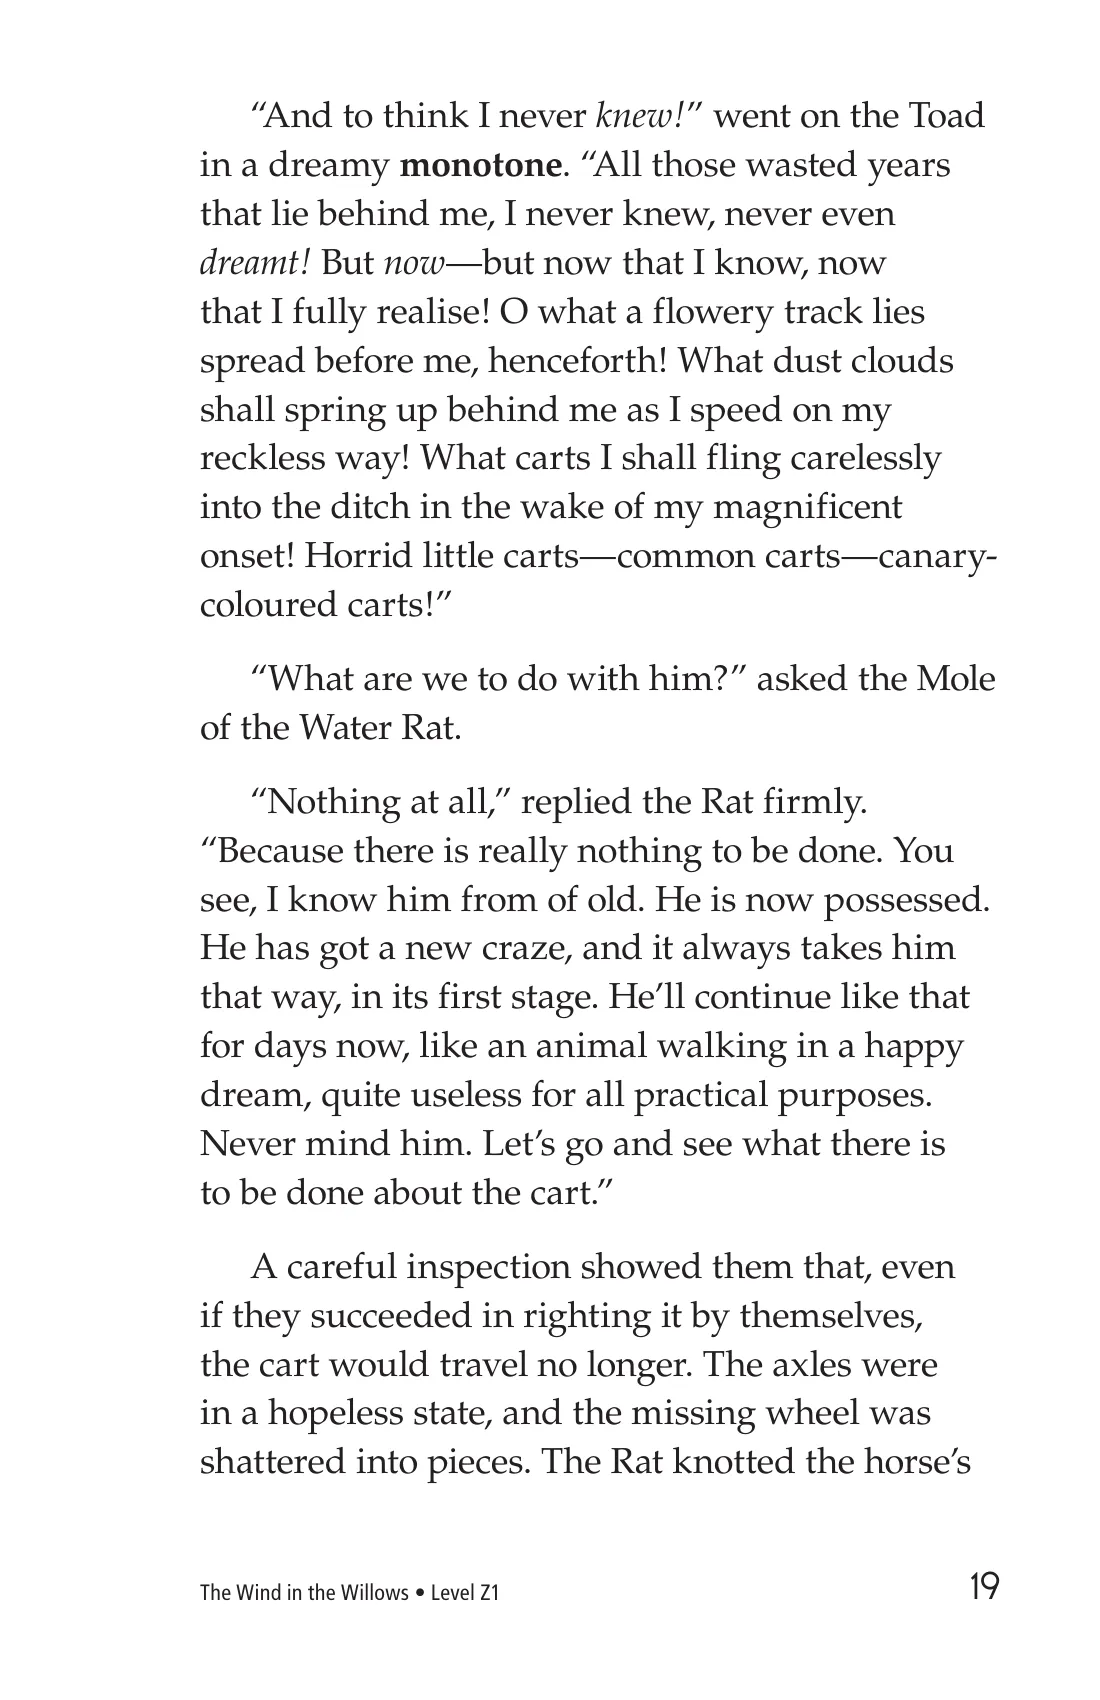 “And to think I never knew!” went on the Toad
in a dreamy monotone. “All those wasted years
that lie behind me, I never knew, never even
dreamt! But now—but now that I know, now
that I fully realise! O what a flowery track lies
spread before me, henceforth! What dust clouds
shall spring up behind me as I speed on my
reckless way! What carts I shall fling carelessly
into the ditch in the wake of my magnificent
onset! Horrid little carts—common carts—canary-
coloured carts!”
“What are we to do with him?” asked the Mole
of the Water Rat.
“Nothing at all,” replied the Rat firmly.
“Because there is really nothing to be done. You
see, I know him from of old. He is now possessed.
He has got a new craze, and it always takes him
that way, in its first stage. He’ll continue like that
for days now, like an animal walking in a happy
dream, quite useless for all practical purposes.
Never mind him. Let’s go and see what there is
to be done about the cart.”
A careful inspection showed them that, even
if they succeeded in righting it by themselves,
the cart would travel no longer. The axles were
in a hopeless state, and the missing wheel was
shattered into pieces. The Rat knotted the horse’s
The Wind in the Willows • Level Z1
19